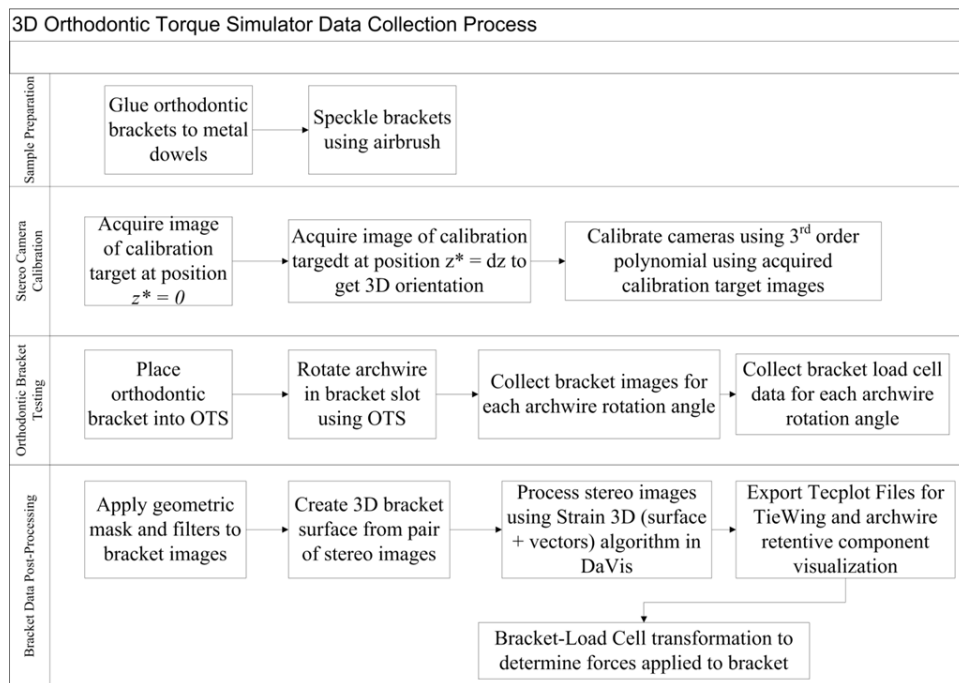 3D Orthodontic Torque Simulator Data Collection Process
Sample Preparation
Glue orthodontic
brackets to metal
dowels
Speckle brackets
using airbrush
Stereo Camera
Calibration
Acquire image
of calibration
target at position
z* = 0
Acquire image of calibration
targedt at position z* = dz to
get 3D orientation
Calibrate cameras using 3rd order
polynomial using acquired
calibration target images
Orthodontic Bracket
Testing
Place
orthodontic
bracket into OTS
Rotate archwire
in bracket slot
using OTS
Collect bracket images for
each archwire rotation angle
Collect bracket load cell
data for each archwire
rotation angle
Bracket Data Post-Processing
Apply geometric
mask and filters to
bracket images
Create 3D bracket
surface from pair
of stereo images
Process stereo images
using Strain 3D (surface
+ vectors) algorithm in
DaVis
Export Tecplot Files for
TieWing and archwire
retentive component
visualization
Bracket-Load Cell transformation to
determine forces applied to bracket